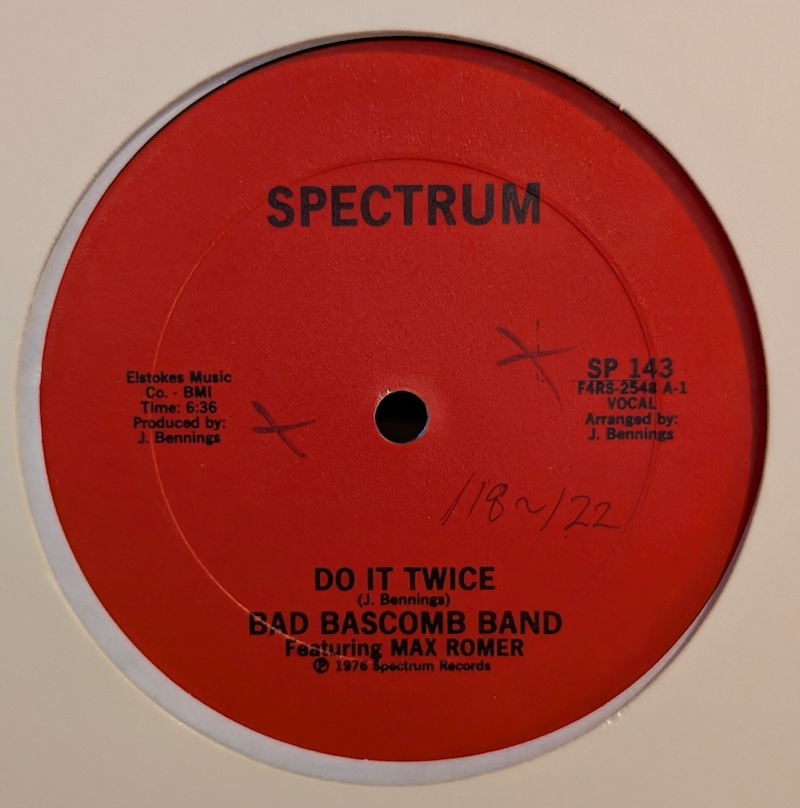 SPECTRUM
Elstokes Music
Co. - BMI
Time: 6:36
Produced by:
J. Bennings
SP 143
F4RS-2548 A-1
VOCAL
Arranged by:
J. Bennings
118~122
DO IT TWICE
(J. Bennings)
BAD BASCOMB BAND
Featuring MAX ROMER
℗ 1976 Spectrum Records